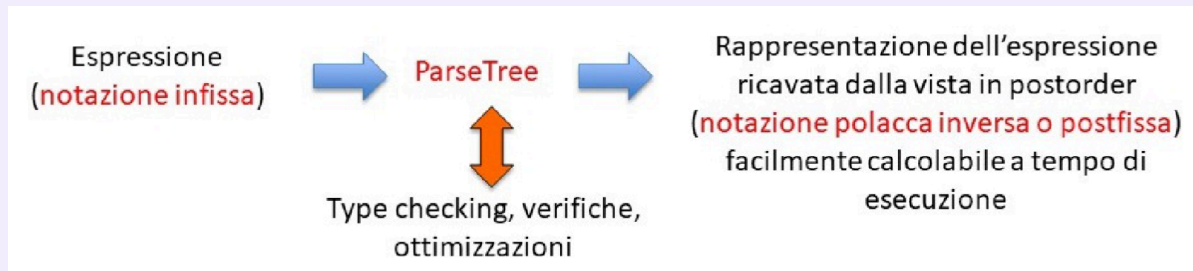 Espressione
(notazione infissa)
ParseTree
Type checking, verifiche,
ottimizzazioni
Rappresentazione dell'espressione
ricavata dalla vista in postorder
(notazione polacca inversa o postfissa)
facilmente calcolabile a tempo di
esecuzione